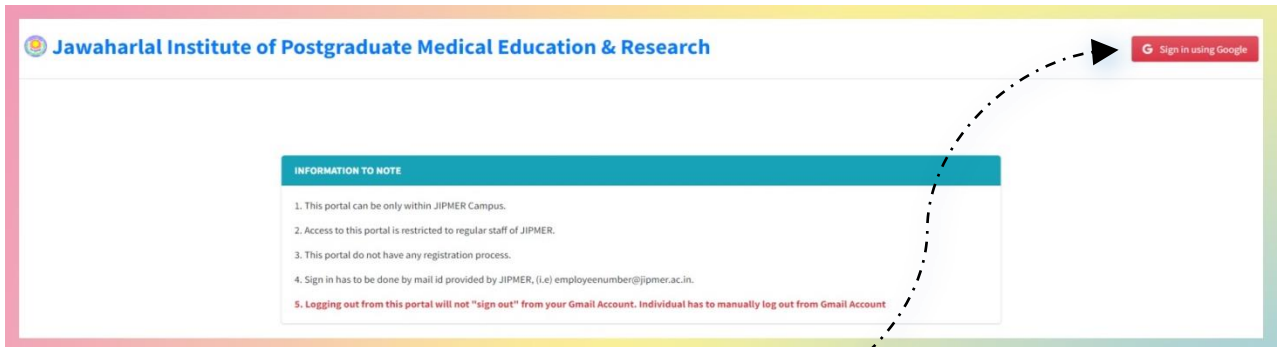 Jawaharlal Institute of Postgraduate Medical Education & Research
G Sign in using Google
INFORMATION TO NOTE
1. This portal can be only within JIPMER Campus.
2. Access to this portal is restricted to regular staff of JIPMER.
3. This portal do not have any registration process.
4. Sign in has to be done by mail id provided by JIPMER, (i.e) employeenumber@jipmer.ac.in.
5. Logging out from this portal will not "sign out" from your Gmail Account. Individual has to manually log out from Gmail Account